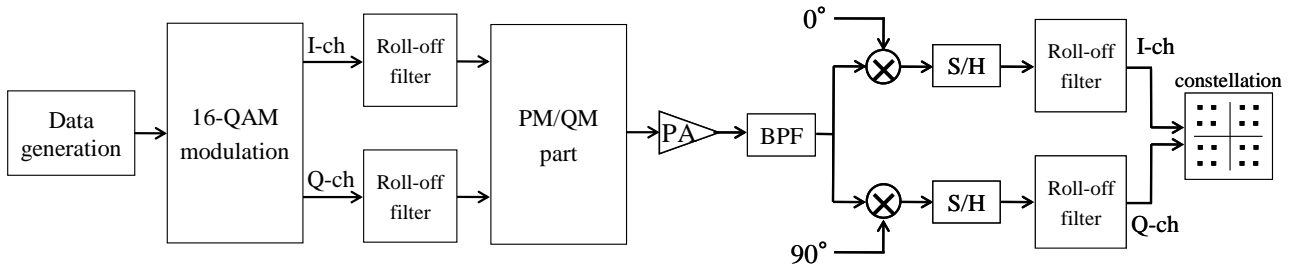 Data
generation
16-QAM
modulation
I-ch
Q-ch
Roll-off
filter
Roll-off
filter
PM/QM
part
PA
BPF
0°
90°
S/H
S/H
Roll-off
filter
Roll-off
filter
I-ch
Q-ch
constellation